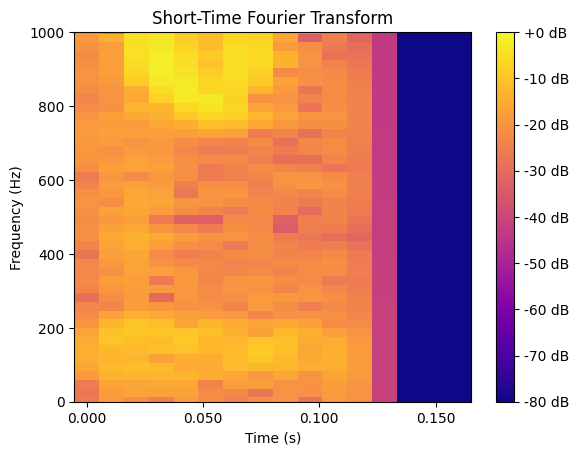 Short-Time Fourier Transform
Frequency (Hz)
1000
800
600
400
200
0
0.000
0.050
0.100
0.150
Time (s)
+0 dB
-10 dB
-20 dB
-30 dB
-40 dB
-50 dB
-60 dB
-70 dB
-80 dB